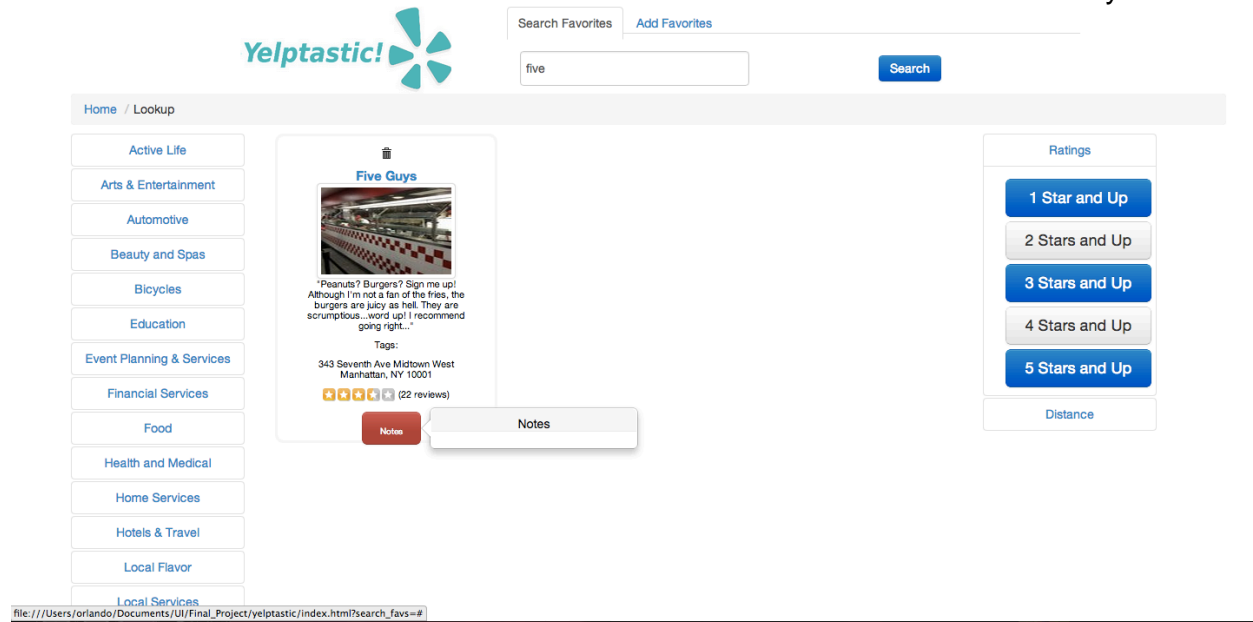 Search Favorites
Add Favorites
Yelptastic!
five
Search
Home / Lookup
Active Life
Arts & Entertainment
Automotive
Beauty and Spas
Bicycles
Education
Event Planning & Services
Financial Services
Food
Health and Medical
Home Services
Hotels & Travel
Local Flavor
Local Services
Five Guys
"Peanuts? Burgers? Sign me up!
Although I'm not a fan of the fries, the
burgers are juicy as hell. They are
scrumptious...word up! I recommend
going right..."
Tags:
343 Seventh Ave Midtown West
Manhattan, NY 10001
(22 reviews)
Notes
Notes
Ratings
1 Star and Up
2 Stars and Up
3 Stars and Up
4 Stars and Up
5 Stars and Up
Distance
file:///Users/orlando/Documents/UI/Final_Project/yelptastic/index.html?search_favs=#